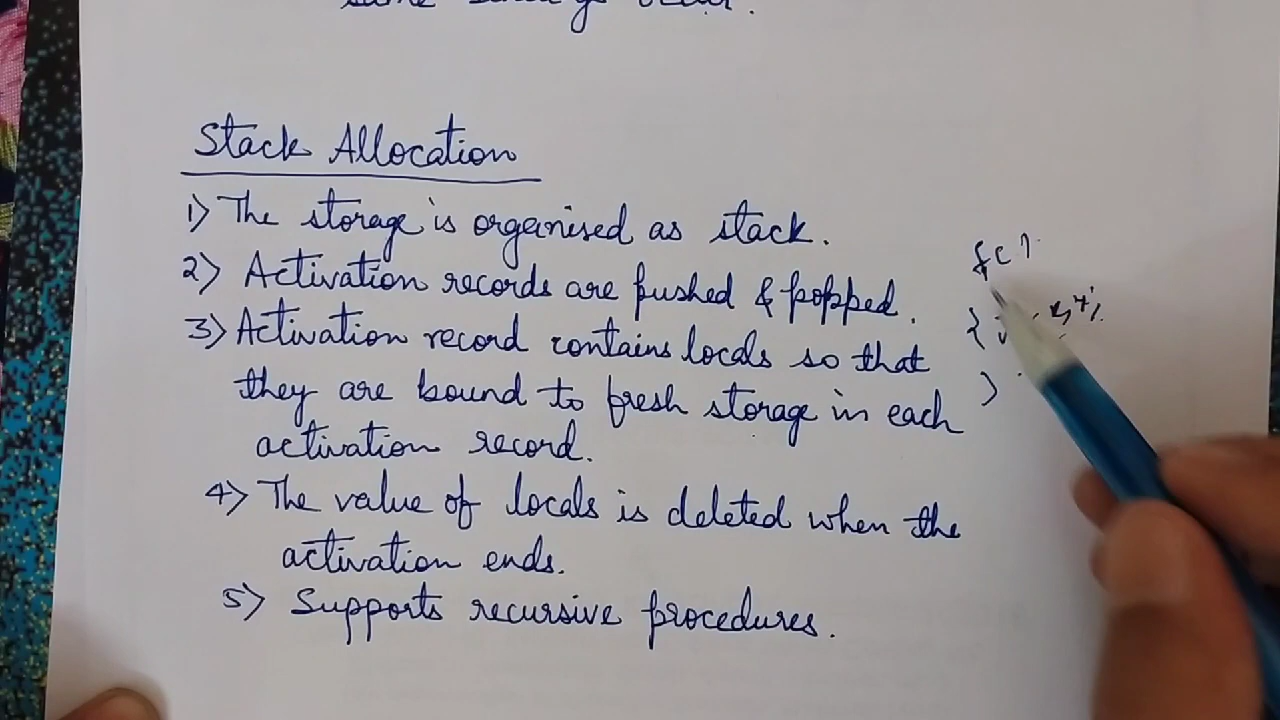 Stack Allocation
1) The storage is organised as stack.
2) Activation records are pushed & popped.
3) Activation record contains locals so that
they are bound to fresh storage in each
activation record.
4) The value of locals is deleted when the
activation ends.
5) Supports recursive procedures.
f( )
{
}